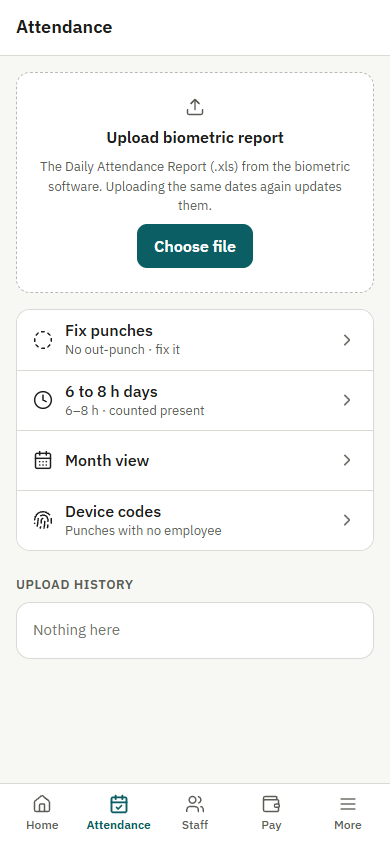 Attendance
Upload biometric report
The Daily Attendance Report (.xls) from the biometric
software. Uploading the same dates again updates
them.
Choose file
Fix punches
No out-punch · fix it
6 to 8 h days
6–8 h · counted present
Month view
Device codes
Punches with no employee
UPLOAD HISTORY
Nothing here
Home
Attendance
Staff
Pay
More